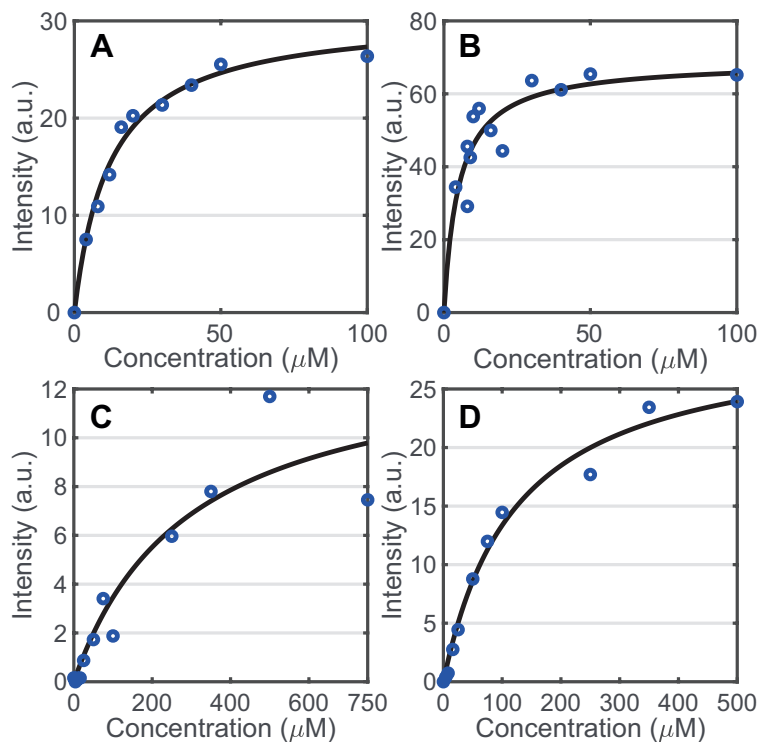 A
30
20
10
0
0 50 100
Intensity (a.u.)
Concentration (μM)
B
80
60
40
20
0
0 50 100
Intensity (a.u.)
Concentration (μM)
C
12
10
8
6
4
2
0
200 400 600 750
Intensity (a.u.)
Concentration (μM)
D
25
20
15
10
5
0
0 100 200 300 400 500
Intensity (a.u.)
Concentration (μM)